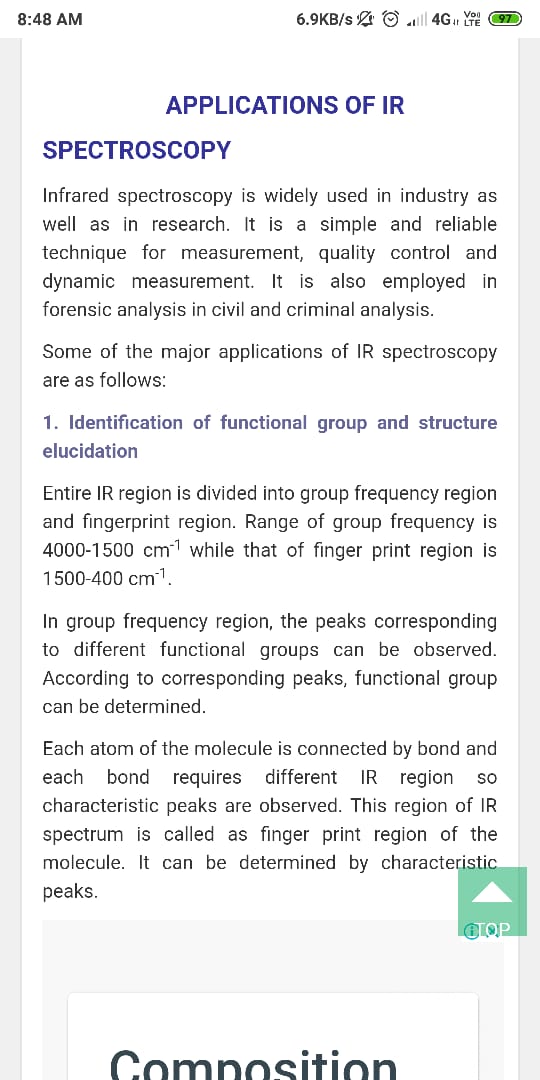 8:48 AM 6.9KB/s 4G VoLTE 97
APPLICATIONS OF IR
SPECTROSCOPY
Infrared spectroscopy is widely used in industry as
well as in research. It is a simple and reliable
technique for measurement, quality control and
dynamic measurement. It is also employed in
forensic analysis in civil and criminal analysis.
Some of the major applications of IR spectroscopy
are as follows:
1. Identification of functional group and structure
elucidation
Entire IR region is divided into group frequency region
and fingerprint region. Range of group frequency is
4000-1500 cm⁻¹ while that of finger print region is
1500-400 cm⁻¹.
In group frequency region, the peaks corresponding
to different functional groups can be observed.
According to corresponding peaks, functional group
can be determined.
Each atom of the molecule is connected by bond and
each bond requires different IR region so
characteristic peaks are observed. This region of IR
spectrum is called as finger print region of the
molecule. It can be determined by characteristic
peaks.
TOP
Composition